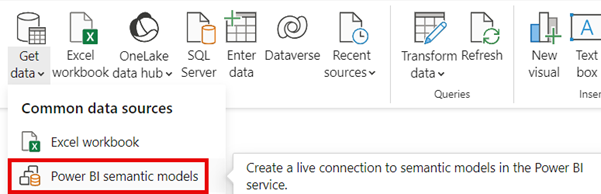 Get data
Excel workbook
OneLake data hub
SQL Server
Enter data
Dataverse
Recent sources
Transform data
Refresh
New visual
Text box
Queries
Inser
Common data sources
Excel workbook
Power BI semantic models
Create a live connection to semantic models in the Power BI
service.